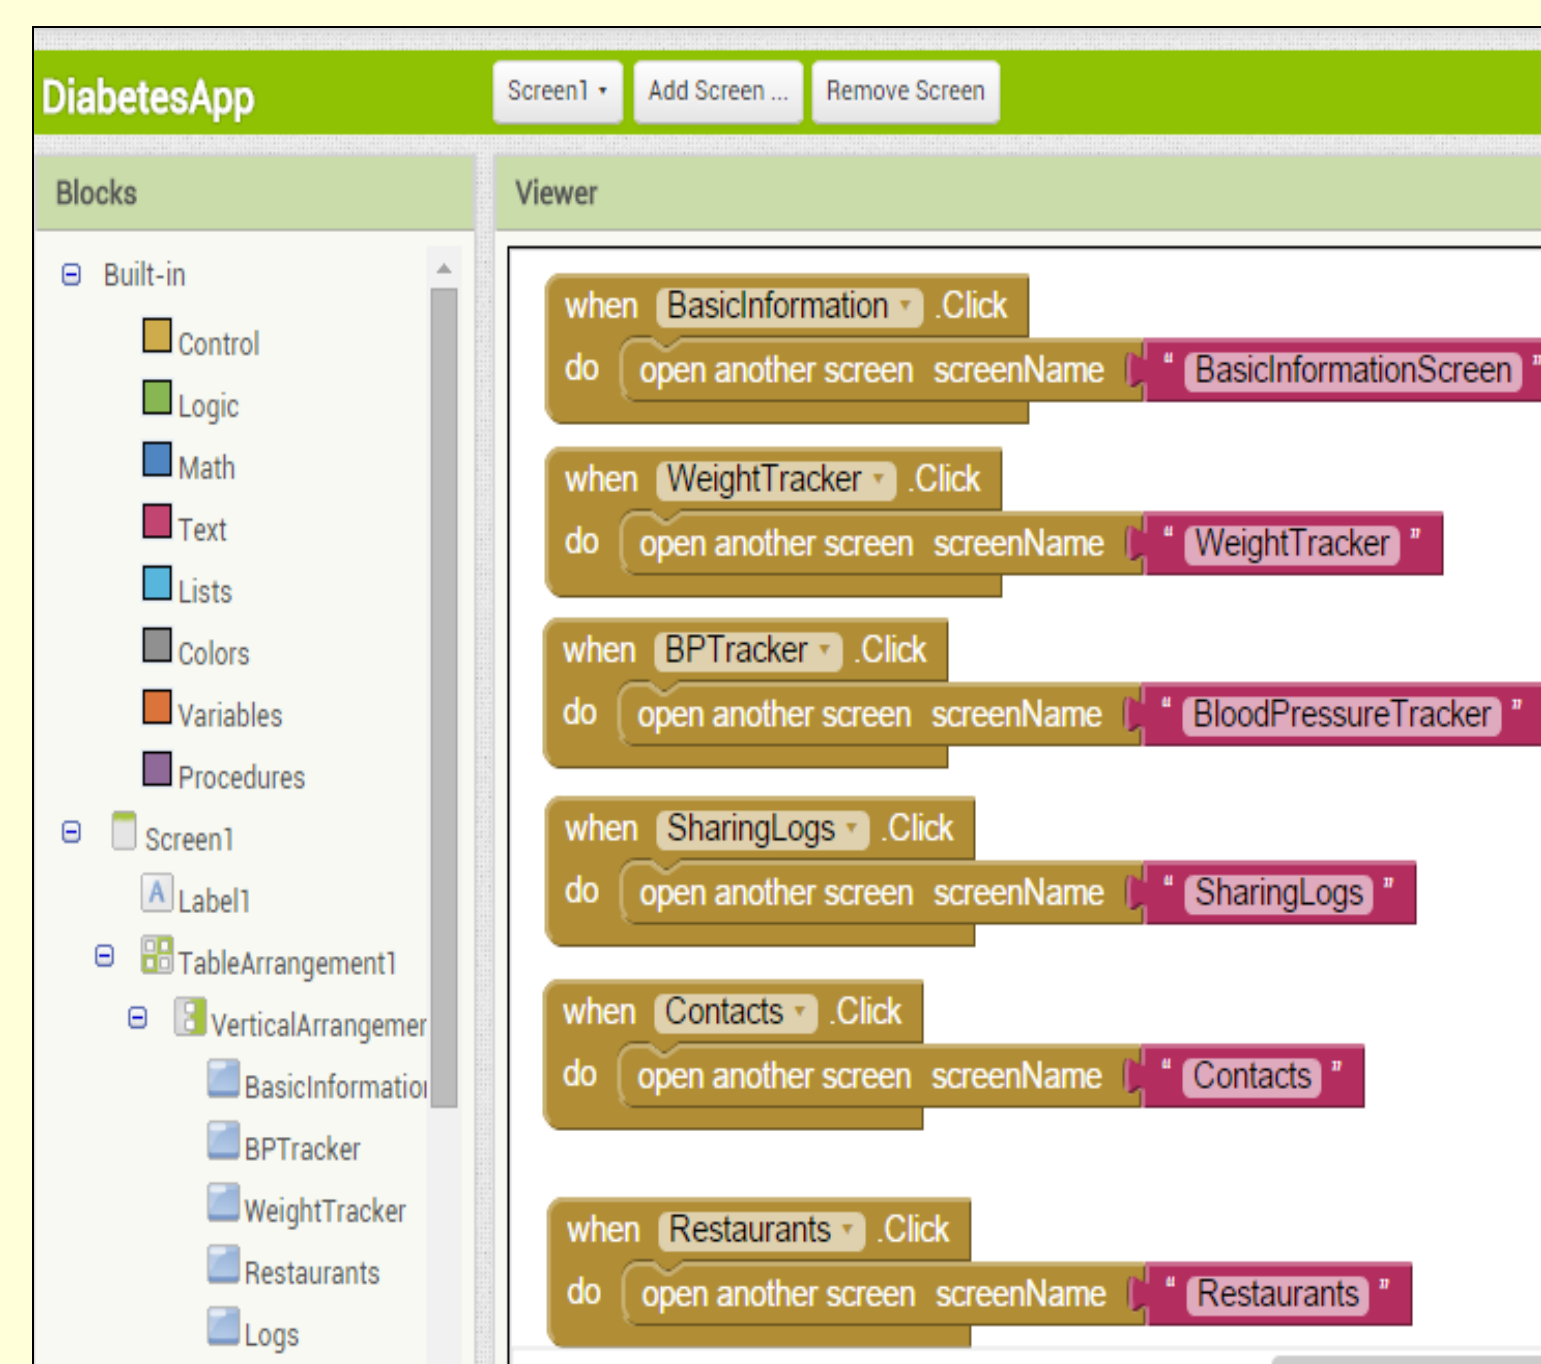 DiabetesApp
Screen1 Add Screen ... Remove Screen
Blocks
Built-in
Control
Logic
Math
Text
Lists
Colors
Variables
Procedures
Screen1
Label1
TableArrangement1
VerticalArrangemen
BasicInformation
BPTracker
WeightTracker
Restaurants
Logs
Viewer
when BasicInformation .Click
do open another screen screenName “ BasicInformationScreen ”
when WeightTracker .Click
do open another screen screenName “ WeightTracker ”
when BPTracker .Click
do open another screen screenName “ BloodPressureTracker ”
when SharingLogs .Click
do open another screen screenName “ SharingLogs ”
when Contacts .Click
do open another screen screenName “ Contacts ”
when Restaurants .Click
do open another screen screenName “ Restaurants ”